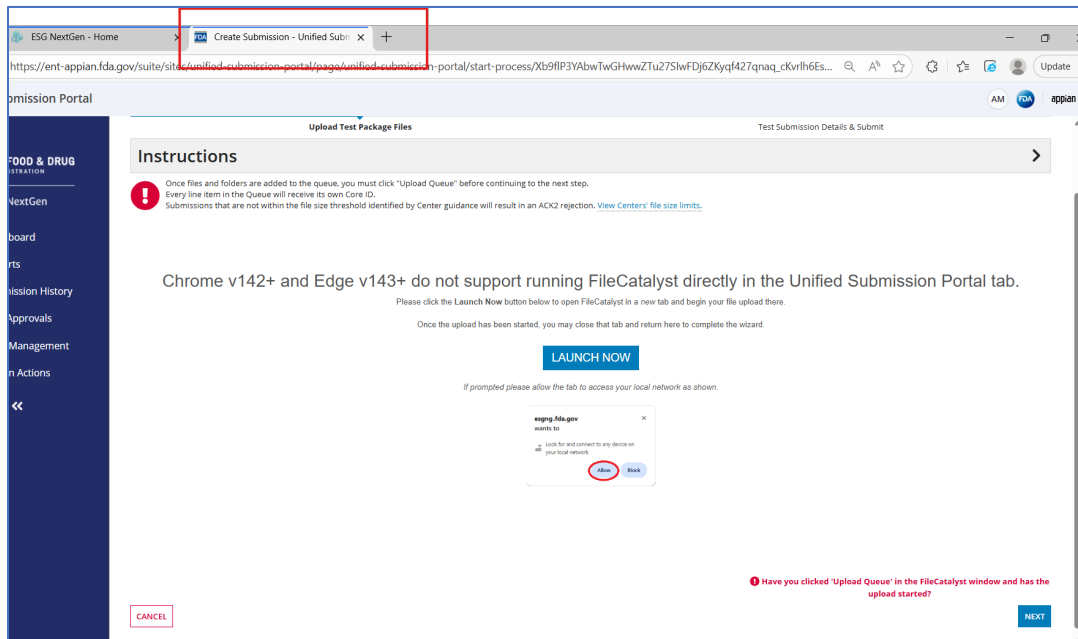 ESG NextGen - Home
FDA Create Submission - Unified Subn
https://ent-appian.fda.gov/suite/sites/unified-submission-portal/page/unified-submission-portal/start-process/
Update
omission Portal
AM FDA appian
Upload Test Package Files
Test Submission Details & Submit
FOOD & DRUG
ISTRATION
Instructions
Once files and folders are added to the queue, you must click "Upload Queue" before continuing to the next step.
Every line item in the Queue will receive its own Core ID.
Submissions that are not within the file size threshold identified by Center guidance will result in an ACK2 rejection. View Centers' file size limits.
NextGen
board
rts
mission History
Approvals
Management
n Actions
Chrome v142+ and Edge v143+ do not support running FileCatalyst directly in the Unified Submission Portal tab.
Please click the Launch Now button below to open FileCatalyst in a new tab and begin your file upload there.
Once the upload has been started, you may close that tab and return here to complete the wizard.
LAUNCH NOW
If prompted please allow the tab to access your local network as shown.
esgng.fda.gov
wants to
Look for and connect to any device on
your local network
Allow Block
Have you clicked 'Upload Queue' in the FileCatalyst window and has the
upload started?
CANCEL
NEXT